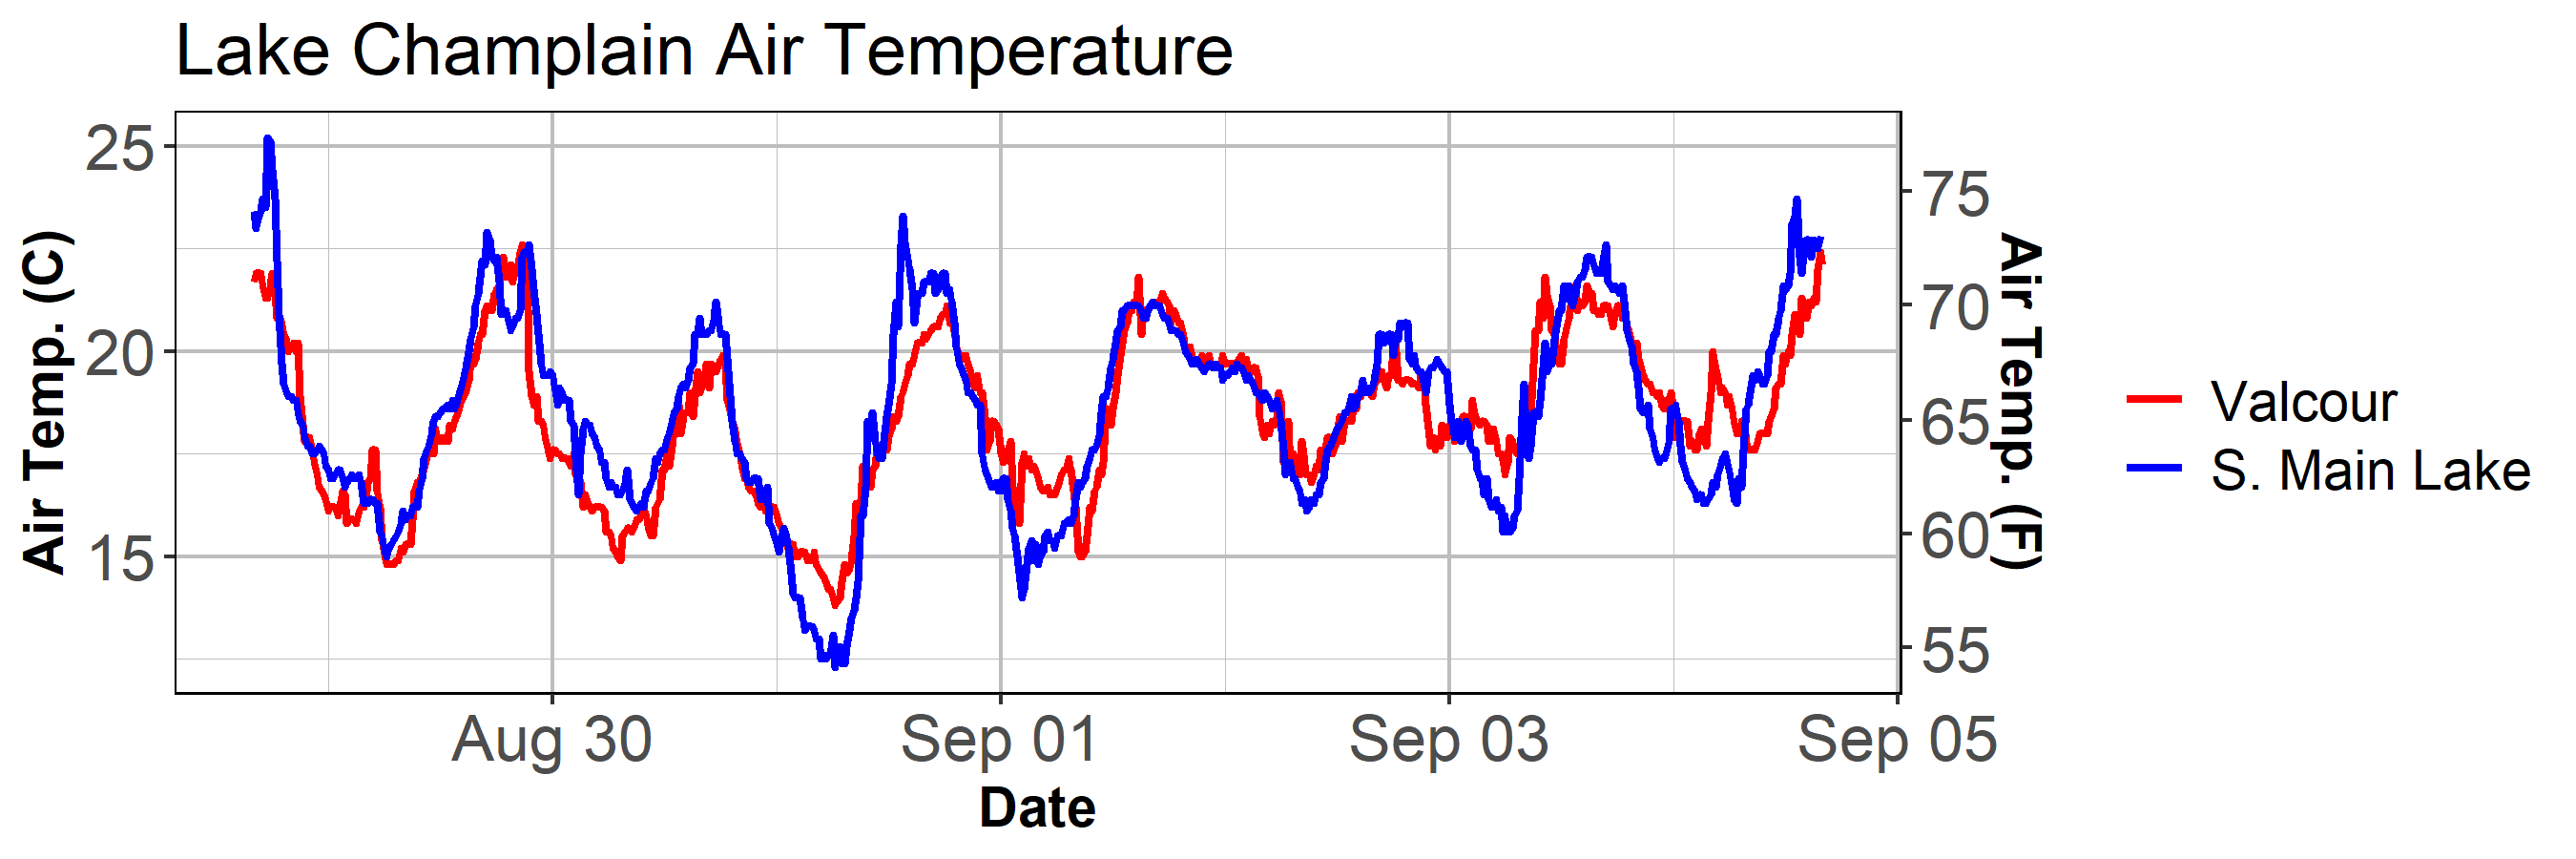 Lake Champlain Air Temperature
25
20
15
Air Temp. (C)
75
70
65
60
55
Air Temp. (F)
Aug 30
Sep 01
Sep 03
Sep 05
Date
Valcour
S. Main Lake